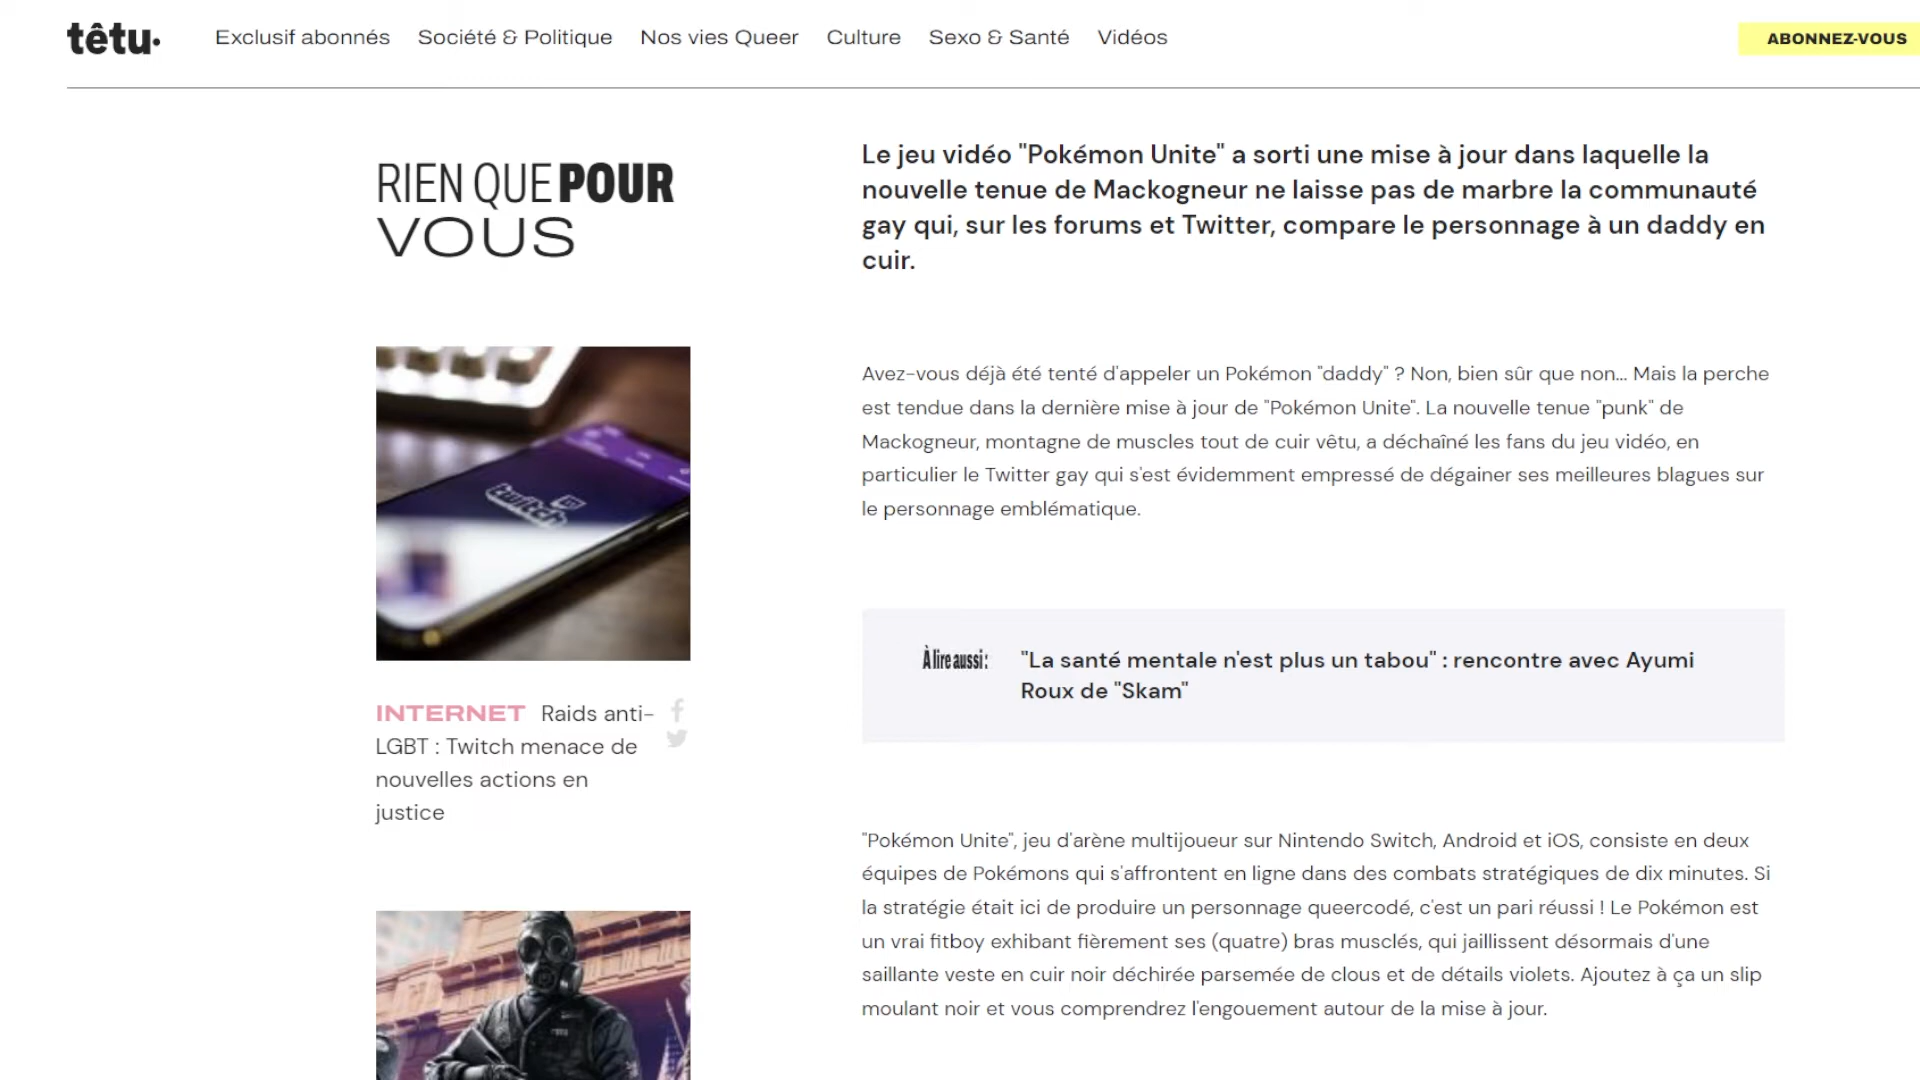 têtu•
Exclusif abonnés
Société & Politique
Nos vies Queer
Culture
Sexo & Santé
Vidéos
ABONNEZ-VOUS
RIEN QUE POUR
VOUS
twitch
INTERNET Raids anti-
LGBT : Twitch menace de
nouvelles actions en
justice
Le jeu vidéo "Pokémon Unite" a sorti une mise à jour dans laquelle la
nouvelle tenue de Mackogneur ne laisse pas de marbre la communauté
gay qui, sur les forums et Twitter, compare le personnage à un daddy en
cuir.
Avez-vous déjà été tenté d'appeler un Pokémon "daddy" ? Non, bien sûr que non... Mais la perche
est tendue dans la dernière mise à jour de "Pokémon Unite". La nouvelle tenue "punk" de
Mackogneur, montagne de muscles tout de cuir vêtu, a déchaîné les fans du jeu vidéo, en
particulier le Twitter gay qui s'est évidemment empressé de dégainer ses meilleures blagues sur
le personnage emblématique.
À lire aussi :
"La santé mentale n'est plus un tabou" : rencontre avec Ayumi
Roux de "Skam"
"Pokémon Unite", jeu d'arène multijoueur sur Nintendo Switch, Android et iOS, consiste en deux
équipes de Pokémons qui s'affrontent en ligne dans des combats stratégiques de dix minutes. Si
la stratégie était ici de produire un personnage queercodé, c'est un pari réussi ! Le Pokémon est
un vrai fitboy exhibant fièrement ses (quatre) bras musclés, qui jaillissent désormais d'une
saillante veste en cuir noir déchirée parsemée de clous et de détails violets. Ajoutez à ça un slip
moulant noir et vous comprendrez l'engouement autour de la mise à jour.